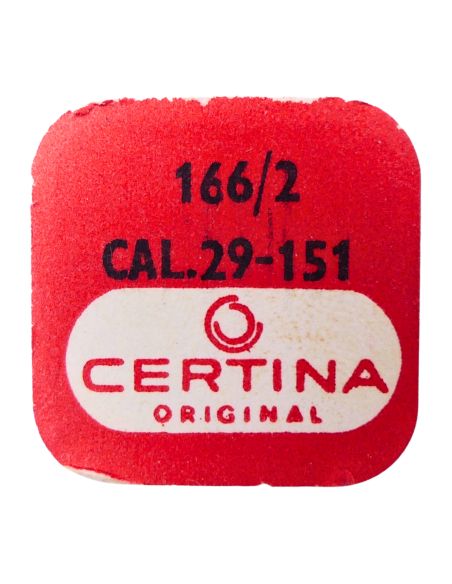 166/2
CAL.29-151
CERTINA
ORIGINAL